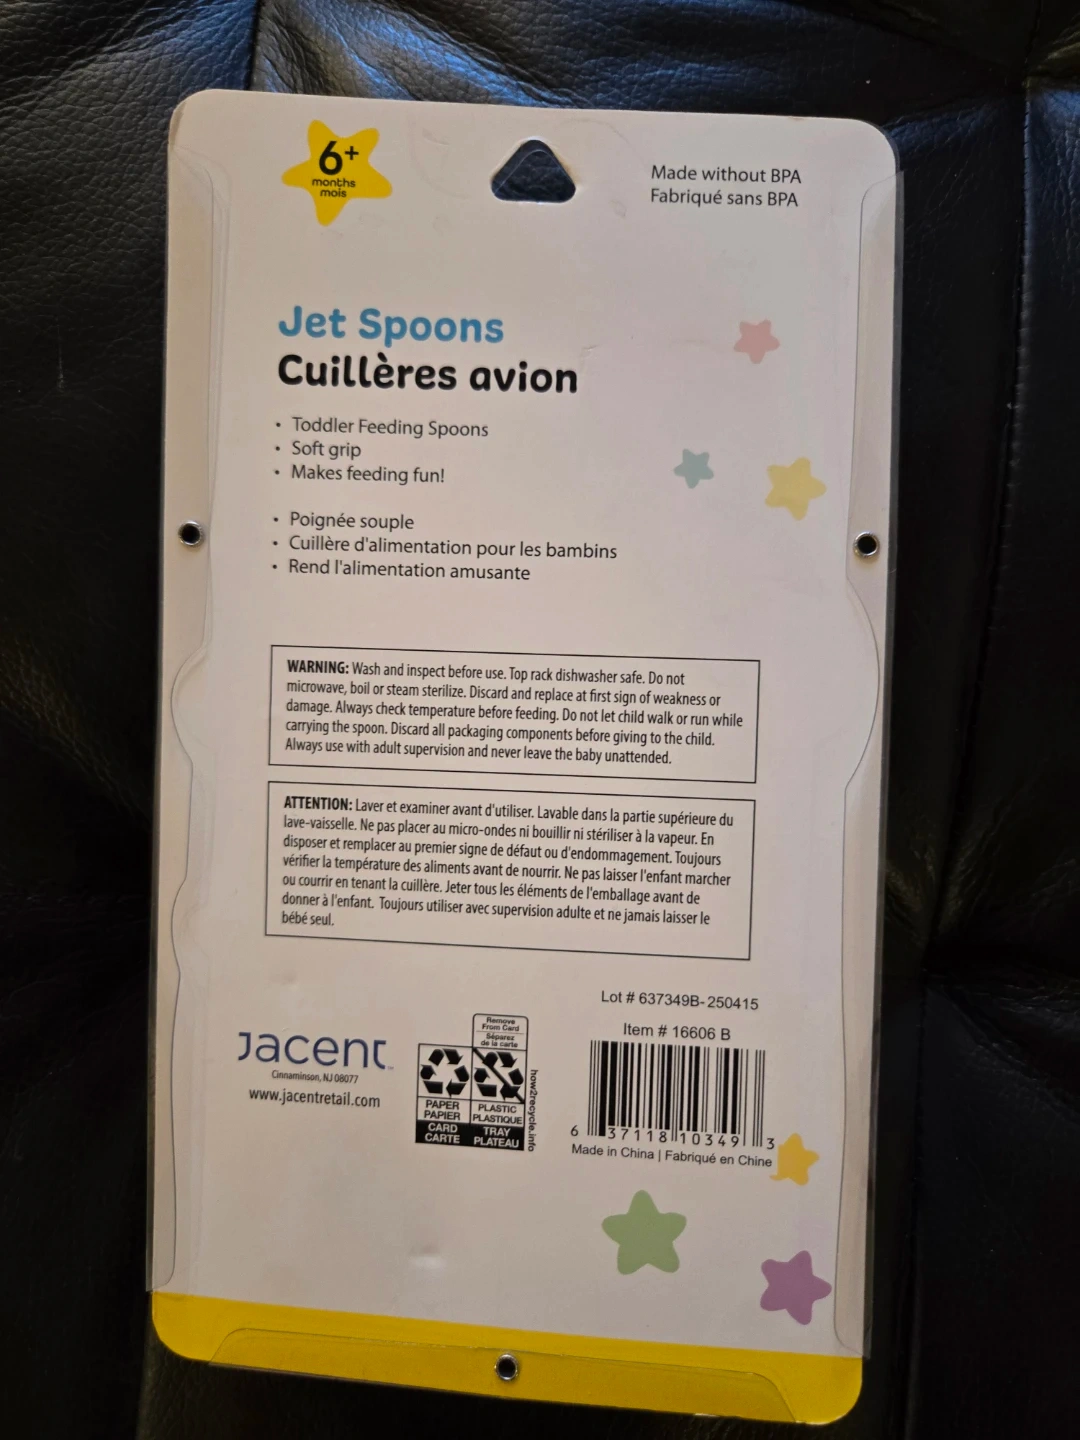 6+
months
mois
Made without BPA
Fabriqué sans BPA
Jet Spoons
Cuillères avion
• Toddler Feeding Spoons
• Soft grip
• Makes feeding fun!
• Poignée souple
• Cuillère d'alimentation pour les bambins
• Rend l'alimentation amusante
WARNING: Wash and inspect before use. Top rack dishwasher safe. Do not
microwave, boil or steam sterilize. Discard and replace at first sign of weakness or
damage. Always check temperature before feeding. Do not let child walk or run while
carrying the spoon. Discard all packaging components before giving to the child.
Always use with adult supervision and never leave the baby unattended.
ATTENTION: Laver et examiner avant d'utiliser. Lavable dans la partie supérieure du
lave-vaisselle. Ne pas placer au micro-ondes ni bouillir ni stériliser à la vapeur. En
disposer et remplacer au premier signe de défaut ou d'endommagement. Toujours
vérifier la température des aliments avant de nourrir. Ne pas laisser l'enfant marcher
ou courrir en tenant la cuillère. Jeter tous les éléments de l'emballage avant de
donner à l'enfant. Toujours utiliser avec supervision adulte et ne jamais laisser le
bébé seul.
Jacent™
Cinnaminson, NJ 08077
www.jacentretail.com
Remove
From Card
Séparez
de la carte
PAPER
PAPIER
CARD
CARTE
PLASTIC
PLASTIQUE
TRAY
PLATEAU
how2recycle.info
Lot # 637349B-250415
Item # 16606 B
6 37118 10349 3
Made in China | Fabriqué en Chine